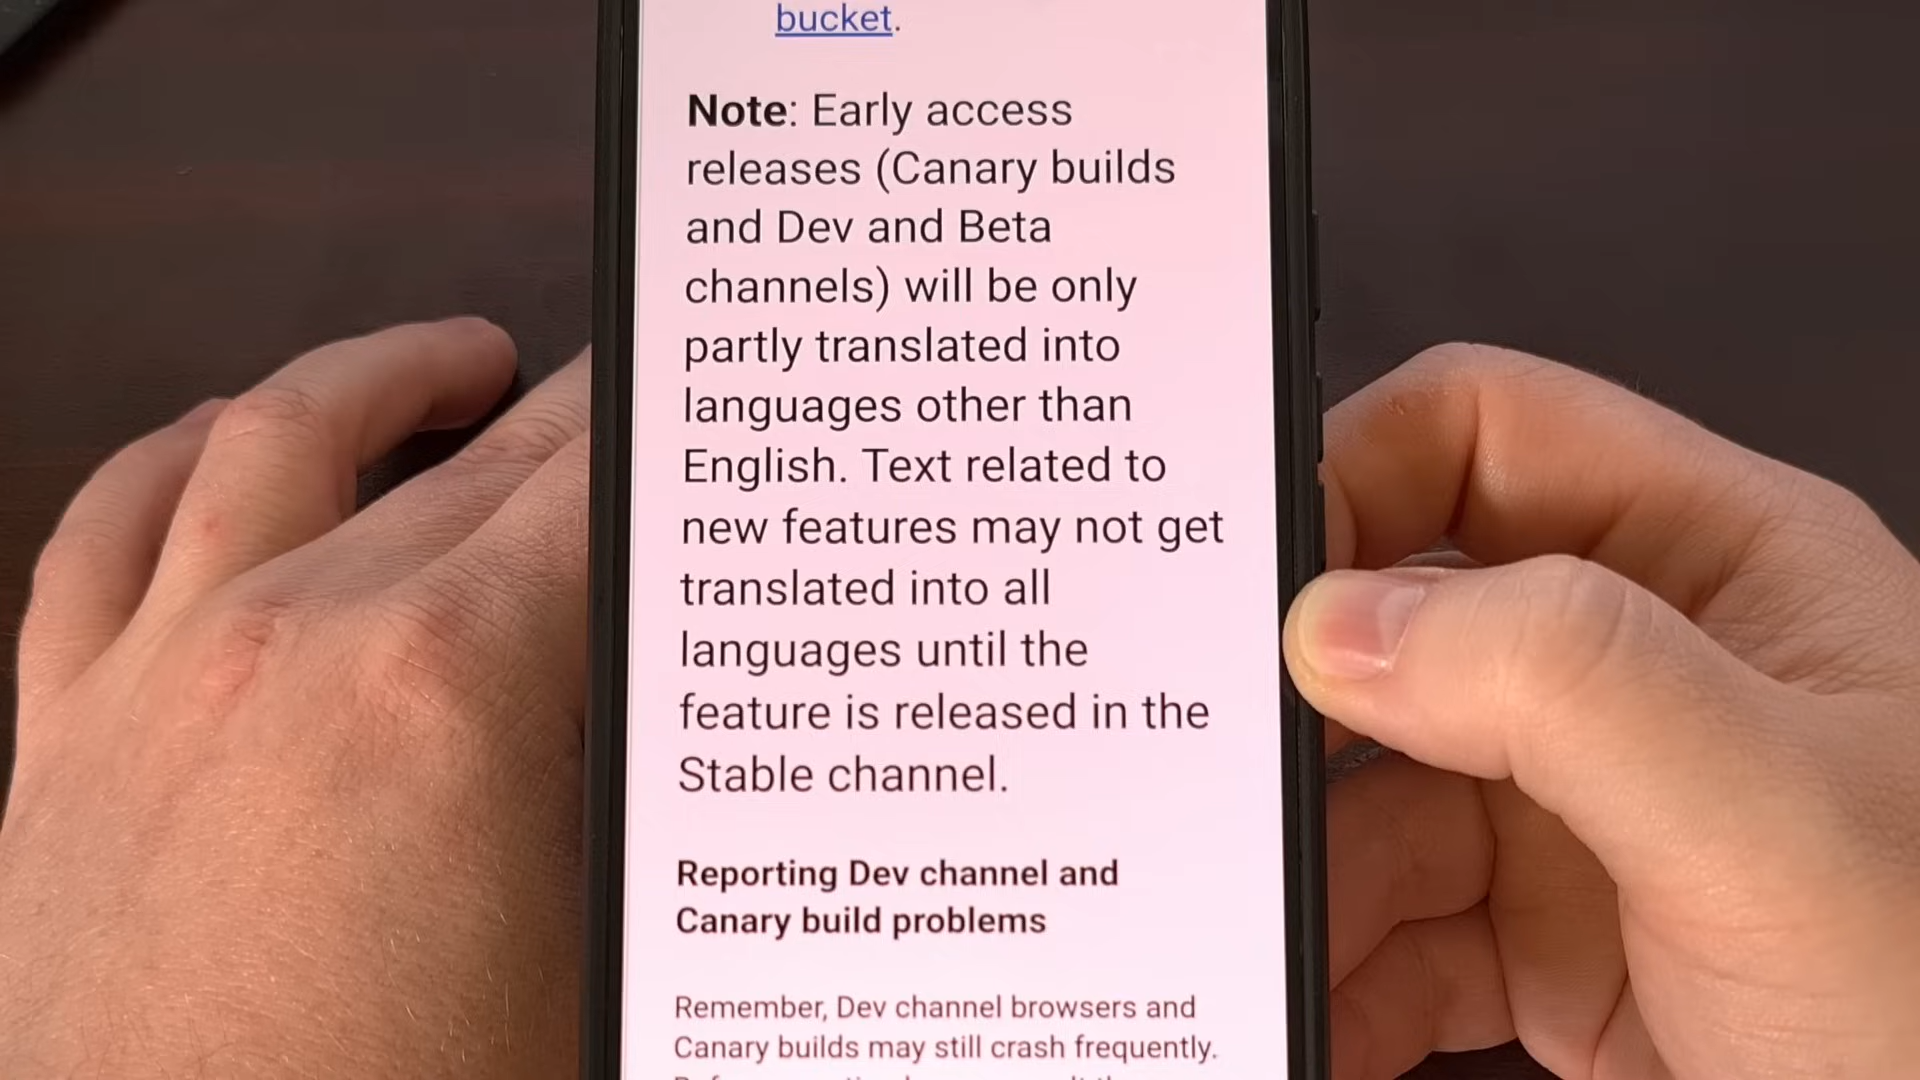 bucket.
Note: Early access
releases (Canary builds
and Dev and Beta
channels) will be only
partly translated into
languages other than
English. Text related to
new features may not get
translated into all
languages until the
feature is released in the
Stable channel.
Reporting Dev channel and
Canary build problems
Remember, Dev channel browsers and
Canary builds may still crash frequently.